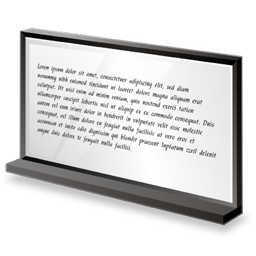 Lorem ipsum dolor sit amet, consectetuer adipiscing elit, sed diam
nonummy nibh euismod tincidunt ut laoreet dolore magna aliquam erat
volutpat. Ut wisi enim ad minim veniam, quis nostrud exerci tation
ullamcorper suscipit lobortis nisl ut aliquip ex ea commodo consequat. Duis
autem vel eum iriure dolor in hendrerit in vulputate velit esse molestie
consequat, vel illum dolore eu feugiat nulla facilisis at vero eros et
accumsan et iusto odio dignissim qui blandit praesent luptatum zzril delenit
augue duis dolore te feugait nulla facilisi.